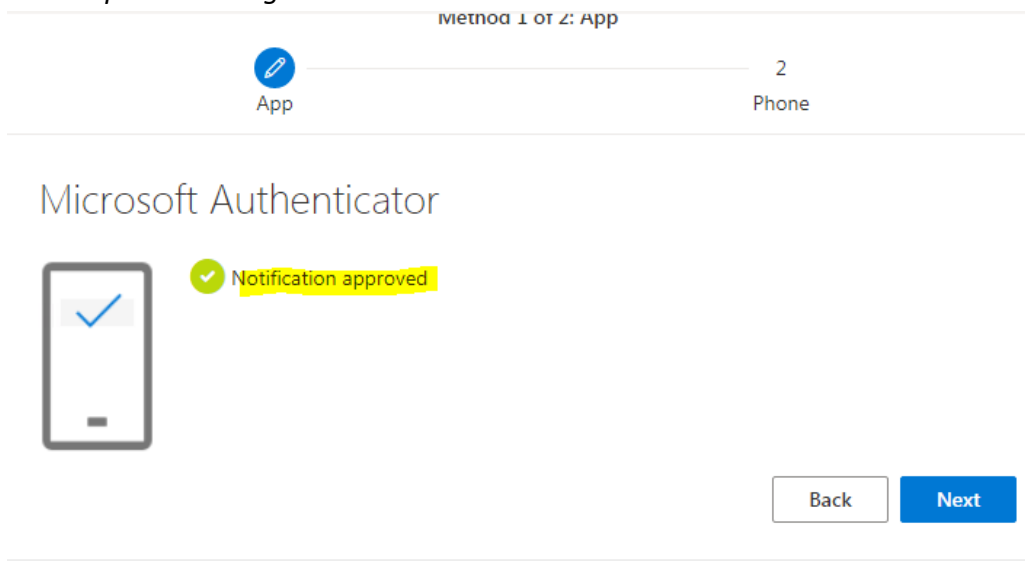 Method 1 of 2: App
2
App
Phone
Microsoft Authenticator
Notification approved
Back
Next